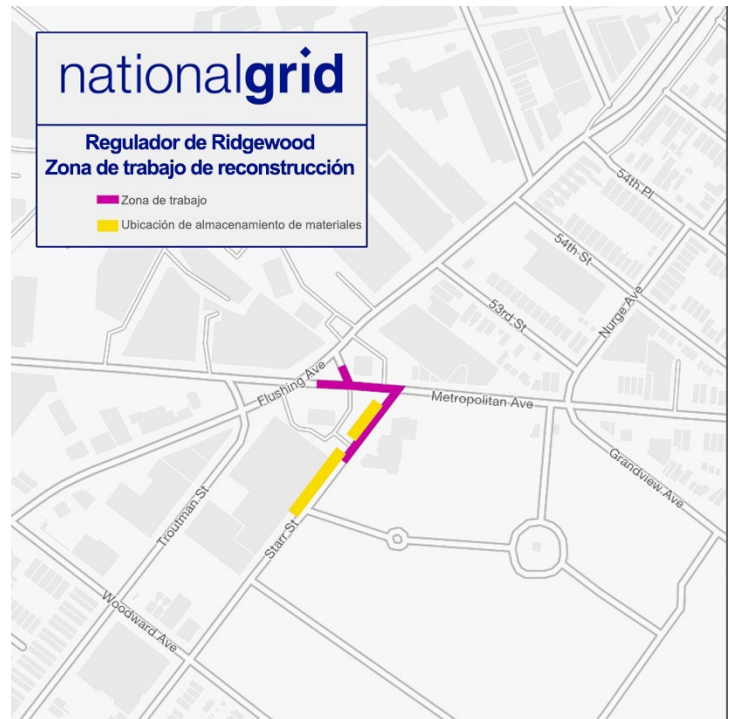 nationalgrid
Regulador de Ridgewood
Zona de trabajo de reconstrucción
Zona de trabajo
Ubicación de almacenamiento de materiales
54th Pl
54th St
Nurge Ave
53rd St
Flushing Ave
Metropolitan Ave
Grandview Ave
Troutman St
Starr St
Woodward Ave